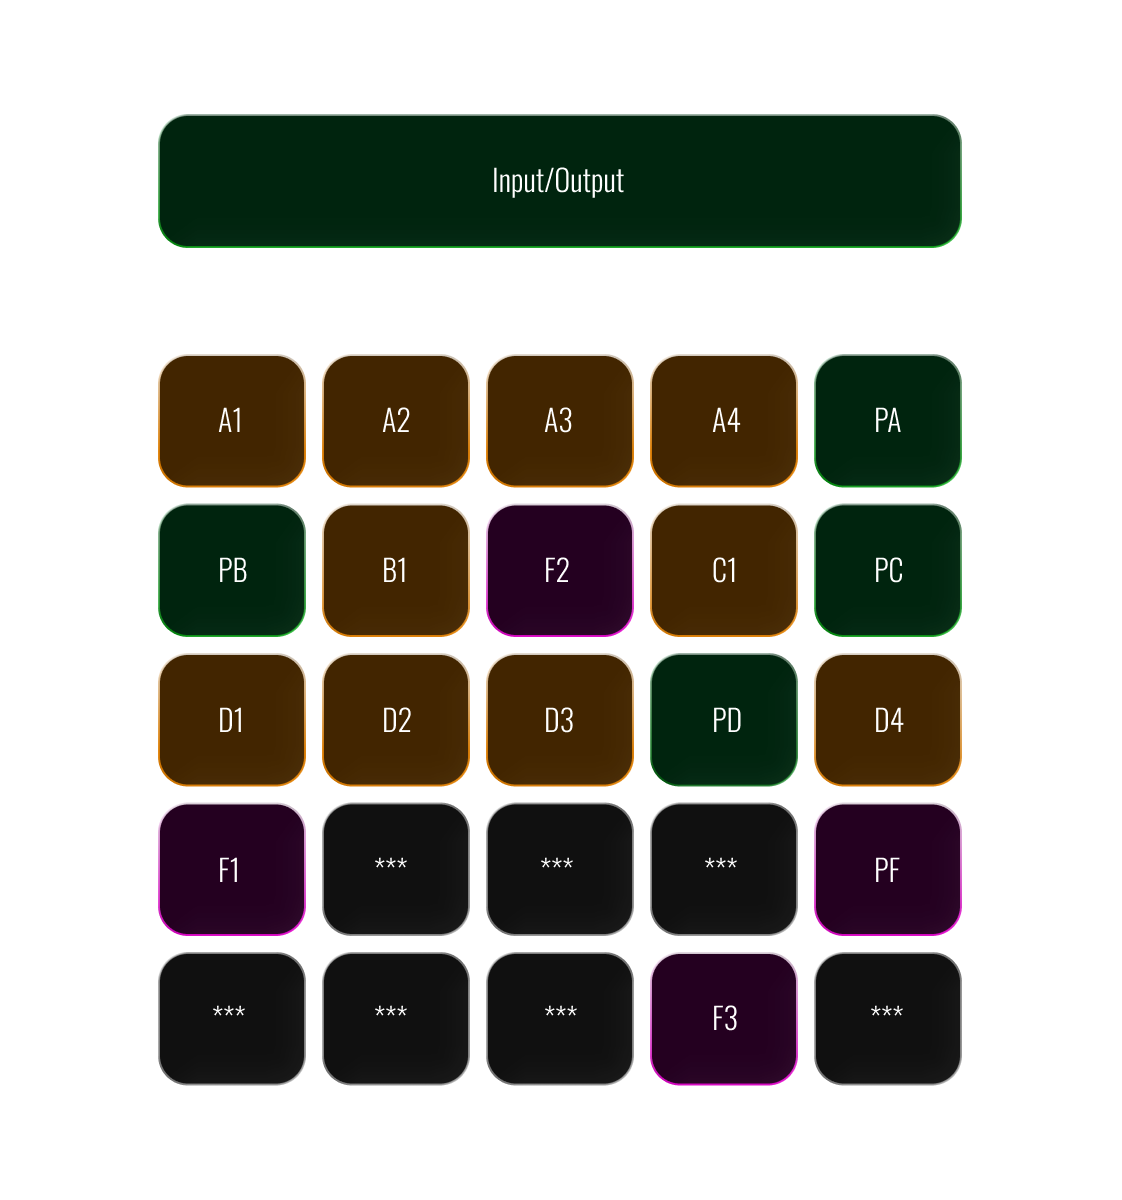 Input/Output
A1 A2 A3 A4 PA
PB B1 F2 C1 PC
D1 D2 D3 PD D4
F1 *** *** *** PF
*** *** *** F3 ***